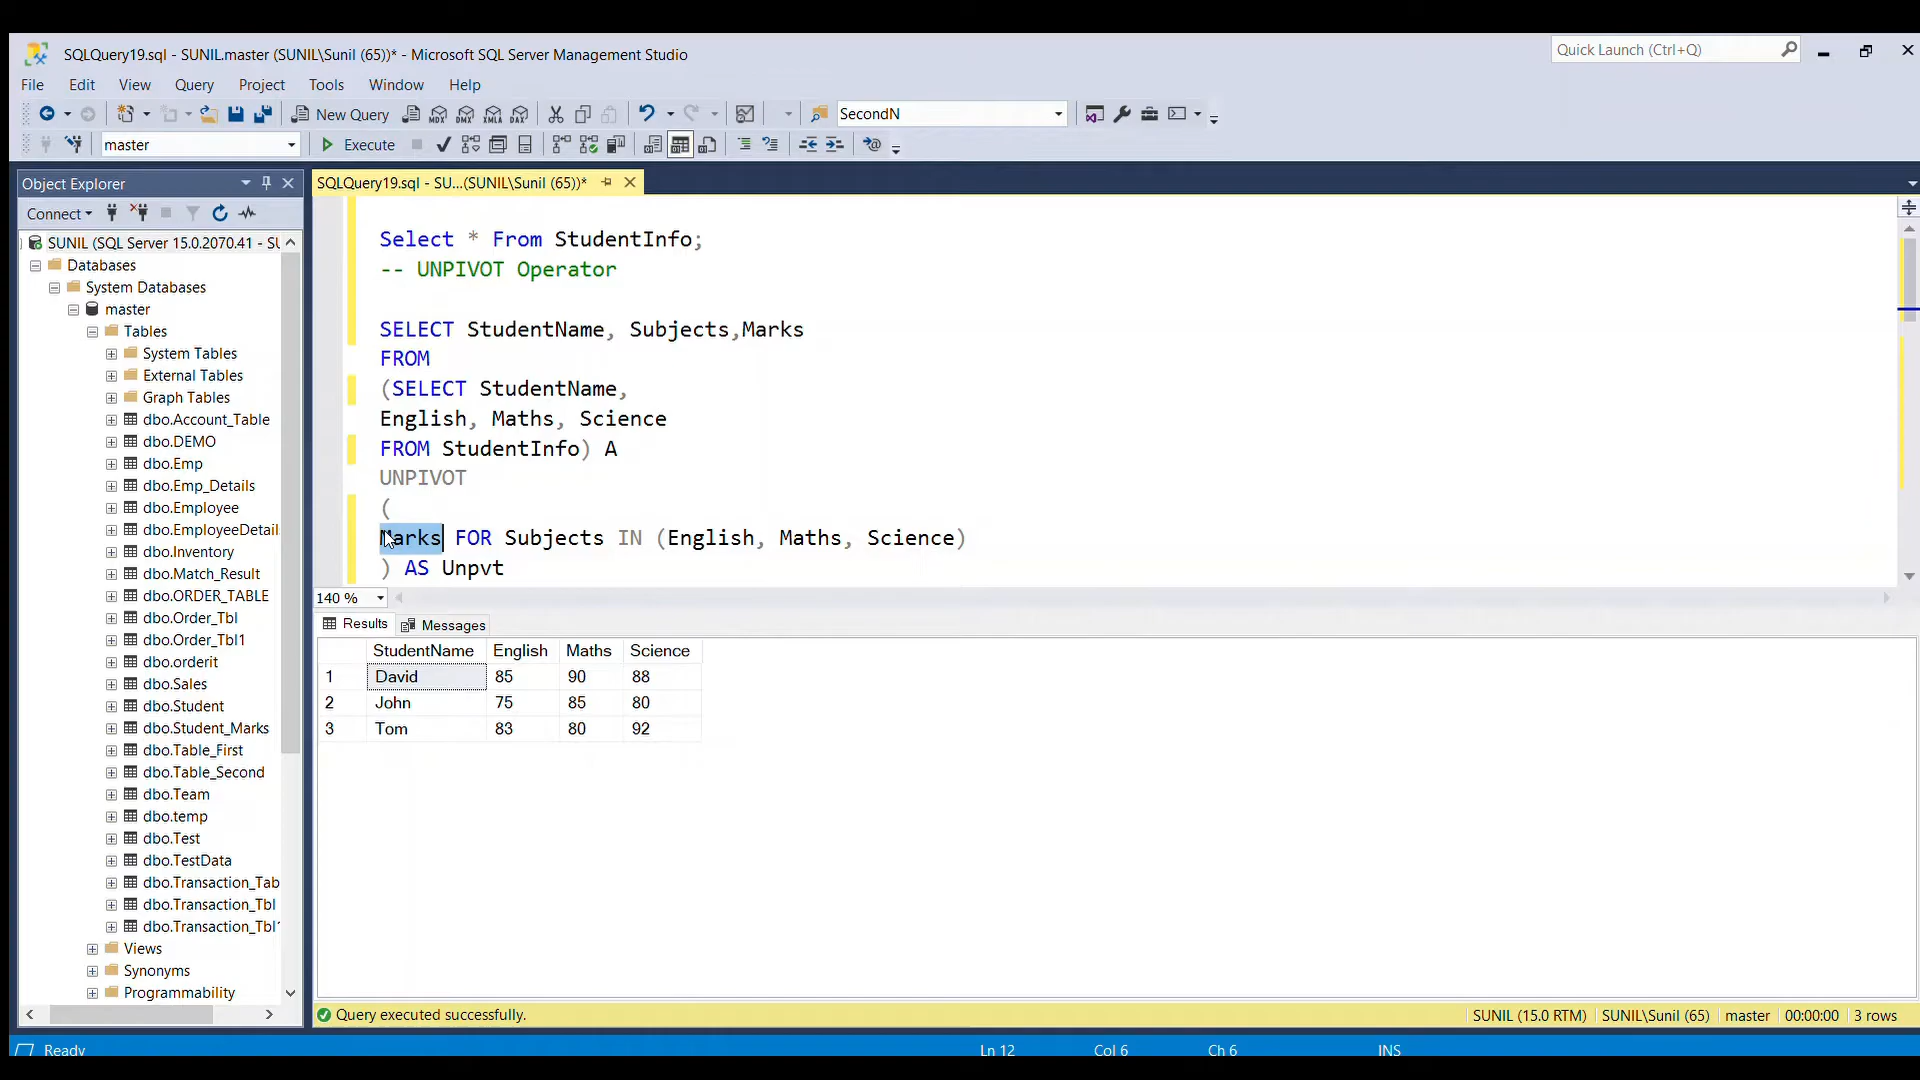 SQLQuery19.sql - SUNIL.master (SUNIL\Sunil (65))* - Microsoft SQL Server Management Studio
Quick Launch (Ctrl+Q)
File Edit View Query Project Tools Window Help
New Query MDX DMX XMLA DAX SecondN
master Execute
Object Explorer
SQLQuery19.sql - SU...(SUNIL\Sunil (65))*
Connect
SUNIL (SQL Server 15.0.2070.41 - SU
Databases
System Databases
master
Tables
System Tables
External Tables
Graph Tables
dbo.Account_Table
dbo.DEMO
dbo.Emp
dbo.Emp_Details
dbo.Employee
dbo.EmployeeDetail
dbo.Inventory
dbo.Match_Result
dbo.ORDER_TABLE
dbo.Order_Tbl
dbo.Order_Tbl1
dbo.orderit
dbo.Sales
dbo.Student
dbo.Student_Marks
dbo.Table_First
dbo.Table_Second
dbo.Team
dbo.temp
dbo.Test
dbo.TestData
dbo.Transaction_Tab
dbo.Transaction_Tbl
dbo.Transaction_Tbl1
Views
Synonyms
Programmability
Select * From StudentInfo;
-- UNPIVOT Operator
SELECT StudentName, Subjects,Marks
FROM
(SELECT StudentName,
English, Maths, Science
FROM StudentInfo) A
UNPIVOT
(
Marks FOR Subjects IN (English, Maths, Science)
) AS Unpvt
140 %
Results Messages
StudentName English Maths Science
1 David 85 90 88
2 John 75 85 80
3 Tom 83 80 92
Query executed successfully.
SUNIL (15.0 RTM) SUNIL\Sunil (65) master 00:00:00 3 rows
Ready Ln 12 Col 6 Ch 6 INS